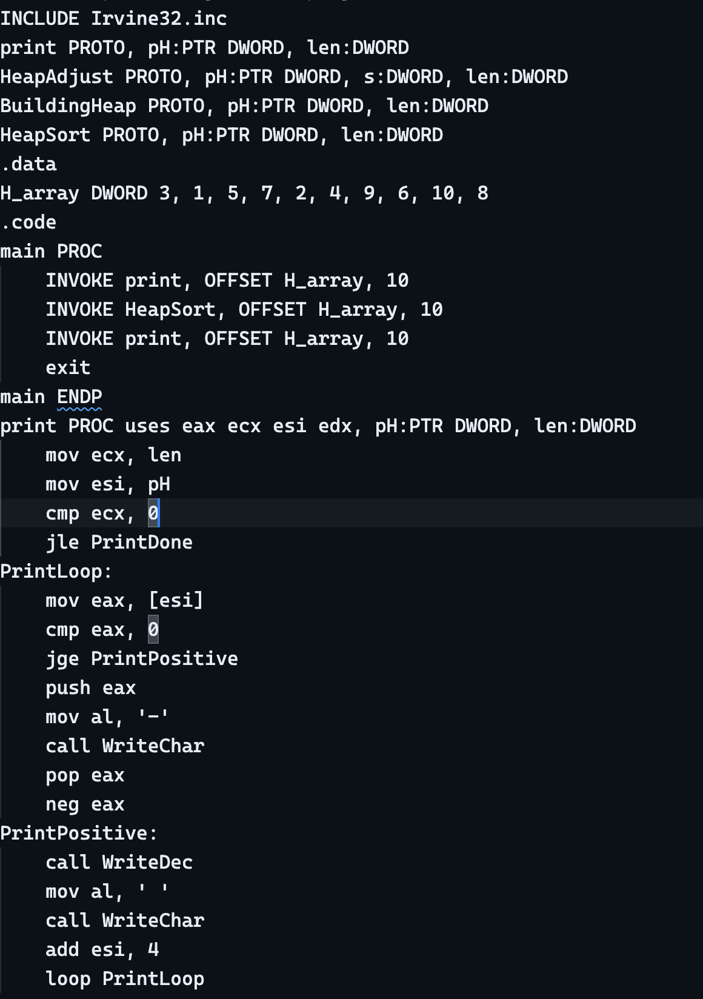 INCLUDE Irvine32.inc
print PROTO, pH:PTR DWORD, len:DWORD
HeapAdjust PROTO, pH:PTR DWORD, s:DWORD, len:DWORD
BuildingHeap PROTO, pH:PTR DWORD, len:DWORD
HeapSort PROTO, pH:PTR DWORD, len:DWORD
.data
H_array DWORD 3, 1, 5, 7, 2, 4, 9, 6, 10, 8
.code
main PROC
    INVOKE print, OFFSET H_array, 10
    INVOKE HeapSort, OFFSET H_array, 10
    INVOKE print, OFFSET H_array, 10
    exit
main ENDP
print PROC uses eax ecx esi edx, pH:PTR DWORD, len:DWORD
    mov ecx, len
    mov esi, pH
    cmp ecx, 0
    jle PrintDone
PrintLoop:
    mov eax, [esi]
    cmp eax, 0
    jge PrintPositive
    push eax
    mov al, '-'
    call WriteChar
    pop eax
    neg eax
PrintPositive:
    call WriteDec
    mov al, ' '
    call WriteChar
    add esi, 4
    loop PrintLoop